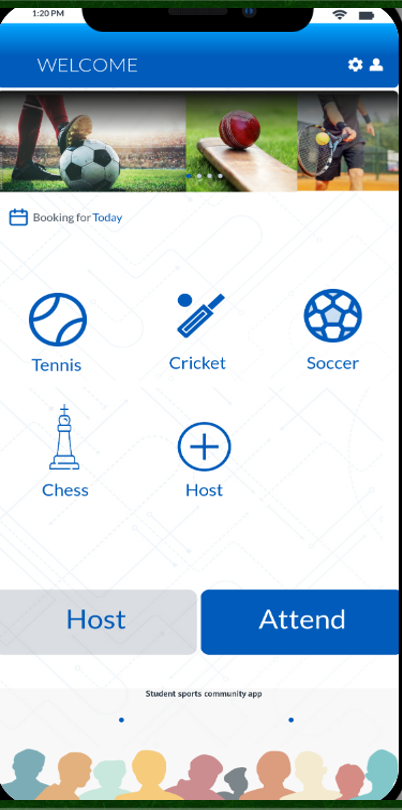 1:20 PM
WELCOME
Booking for Today
Tennis
Cricket
Soccer
Chess
Host
Host
Attend
Student sports community app